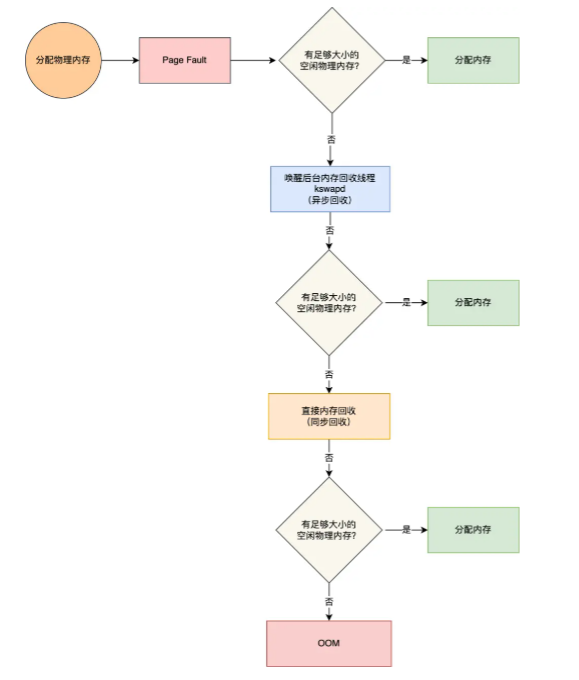 分配物理内存
Page Fault
有足够大小的
空闲物理内存?
是
分配内存
否
唤醒后台内存回收线程
kswapd
（异步回收）
否
有足够大小的
空闲物理内存?
是
分配内存
否
直接内存回收
（同步回收）
否
有足够大小的
空闲物理内存?
是
分配内存
否
OOM